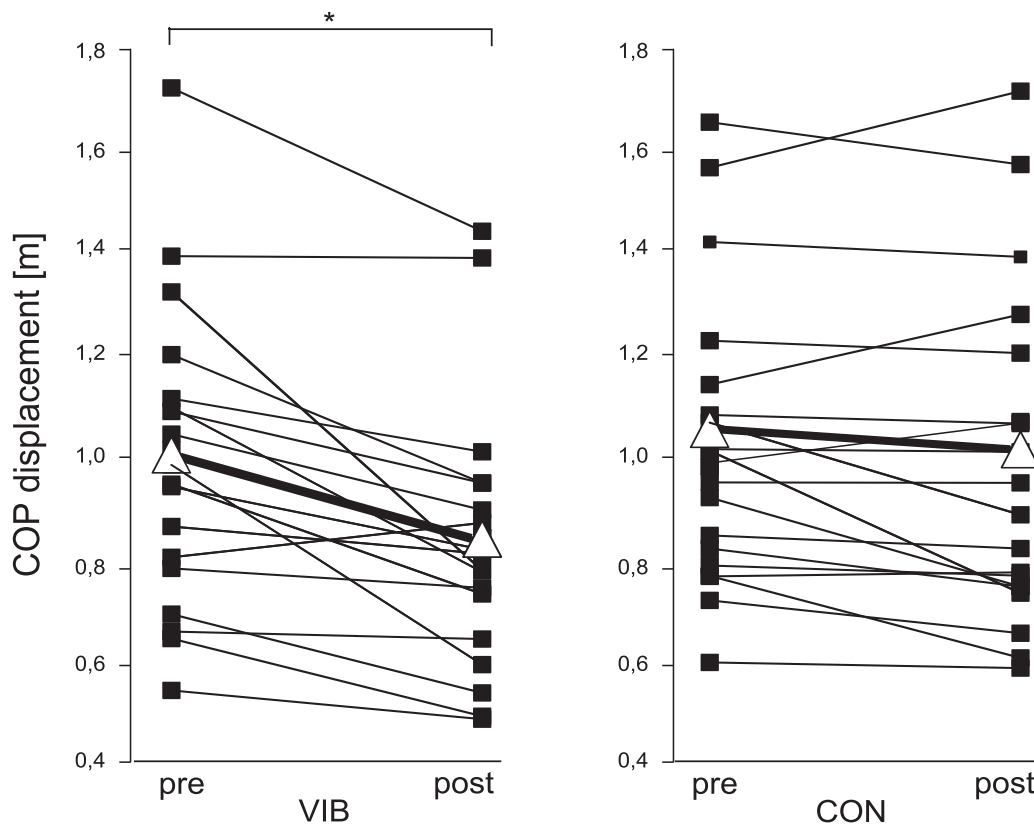 *
1,8
1,6
1,4
1,2
1,0
0,8
0,6
0,4
COP displacement [m]
pre
post
VIB
1,8
1,6
1,4
1,2
1,0
0,8
0,6
0,4
pre
post
CON